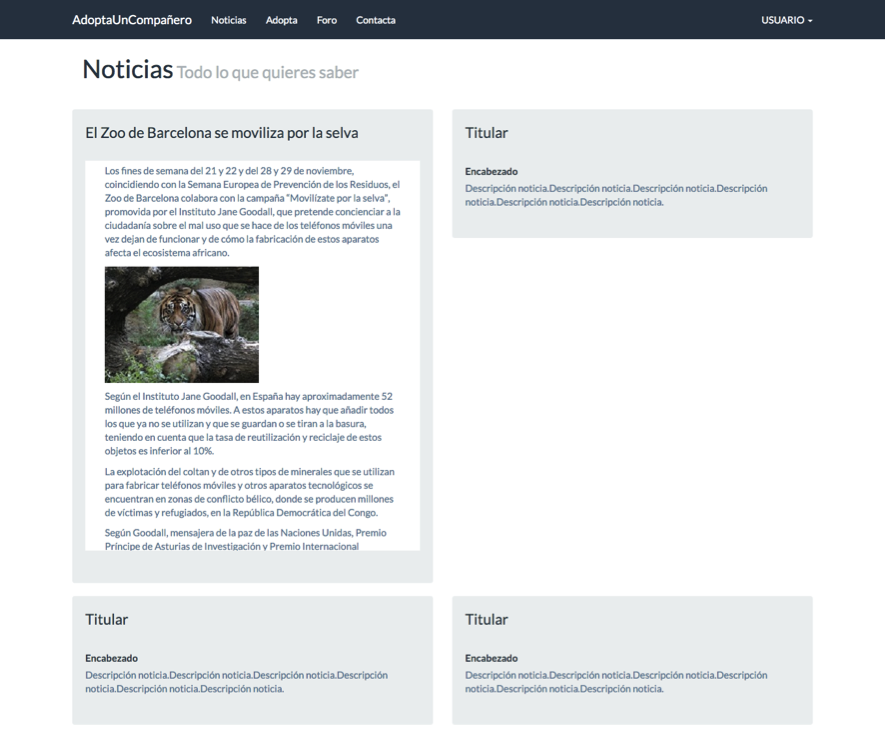 AdoptaUnCompañero Noticias Adopta Foro Contacta USUARIO
Noticias Todo lo que quieres saber
El Zoo de Barcelona se moviliza por la selva
Los fines de semana del 21 y 22 y del 28 y 29 de noviembre,
coincidiendo con la Semana Europea de Prevención de los Residuos, el
Zoo de Barcelona colabora con la campaña “Movilízate por la selva”,
promovida por el Instituto Jane Goodall, que pretende concienciar a la
ciudadanía sobre el mal uso que se hace de los teléfonos móviles una
vez dejan de funcionar y de cómo la fabricación de estos aparatos
afecta el ecosistema africano.
Según el Instituto Jane Goodall, en España hay aproximadamente 52
millones de teléfonos móviles. A estos aparatos hay que añadir todos
los que ya no se utilizan y que se guardan o se tiran a la basura,
teniendo en cuenta que la tasa de reutilización y reciclaje de estos
objetos es inferior al 10%.
La explotación del coltan y de otros tipos de minerales que se utilizan
para fabricar teléfonos móviles y otros aparatos tecnológicos se
encuentran en zonas de conflicto bélico, donde se producen millones
de víctimas y refugiados, en la República Democrática del Congo.
Según Goodall, mensajera de la paz de las Naciones Unidas, Premio
Príncipe de Asturias de Investigación y Premio Internacional
Titular
Encabezado
Descripción noticia.Descripción noticia.Descripción noticia.Descripción
noticia.Descripción noticia.Descripción noticia.
Titular
Encabezado
Descripción noticia.Descripción noticia.Descripción noticia.Descripción
noticia.Descripción noticia.Descripción noticia.
Titular
Encabezado
Descripción noticia.Descripción noticia.Descripción noticia.Descripción
noticia.Descripción noticia.Descripción noticia.